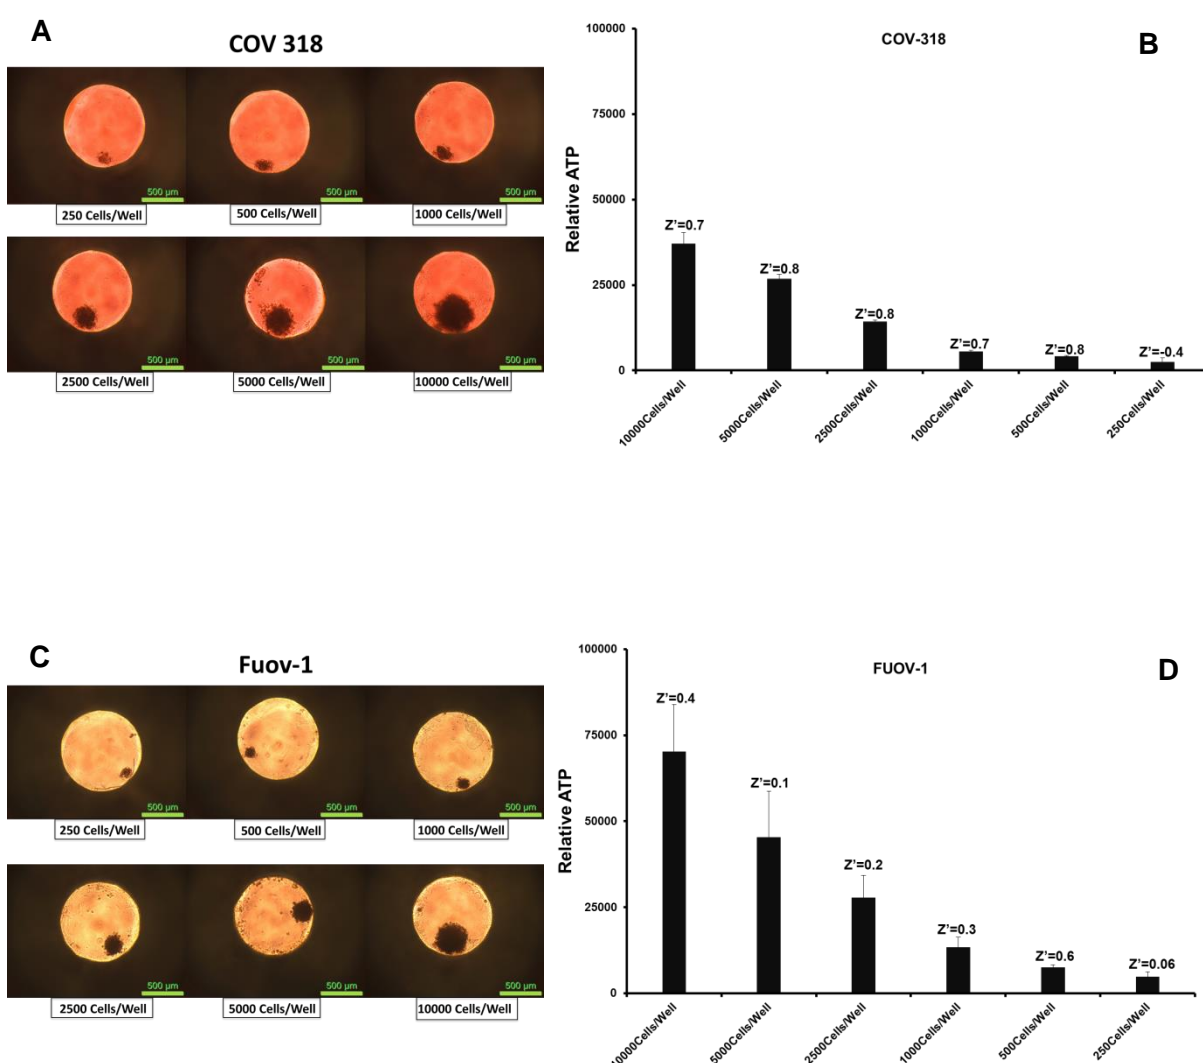 A
COV 318
500 µm
500 µm
500 µm
250 Cells/Well
500 Cells/Well
1000 Cells/Well
500 µm
500 µm
500 µm
2500 Cells/Well
5000 Cells/Well
10000 Cells/Well
B
COV-318
Relative ATP
100000
75000
50000
25000
0
Z'=0.7
Z'=0.8
Z'=0.8
Z'=0.7
Z'=0.8
Z'=-0.4
10000Cells/Well
5000Cells/Well
2500Cells/Well
1000Cells/Well
500Cells/Well
250Cells/Well
C
Fuov-1
500 µm
500 µm
500 µm
250 Cells/Well
500 Cells/Well
1000 Cells/Well
500 µm
500 µm
500 µm
2500 Cells/Well
5000 Cells/Well
10000 Cells/Well
D
FUOV-1
Relative ATP
100000
75000
50000
25000
0
Z'=0.4
Z'=0.1
Z'=0.2
Z'=0.3
Z'=0.6
Z'=0.06
0000Cells/Well
5000Cells/Well
2500Cells/Well
1000Cells/Well
500Cells/Well
250Cells/Well